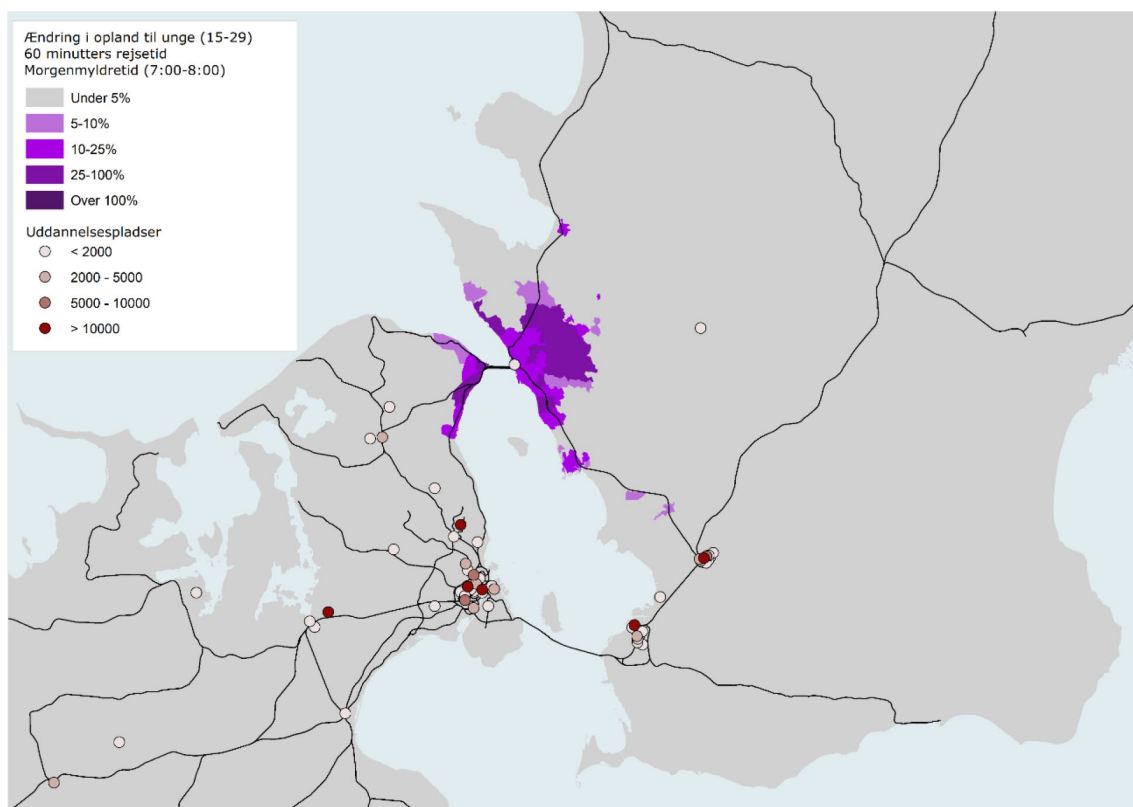 Ændring i opland til unge (15-29)
60 minutters rejsetid
Morgenmyldretid (7:00-8:00)
Under 5%
5-10%
10-25%
25-100%
Over 100%
Uddannelsespladser
< 2000
2000 - 5000
5000 - 10000
> 10000